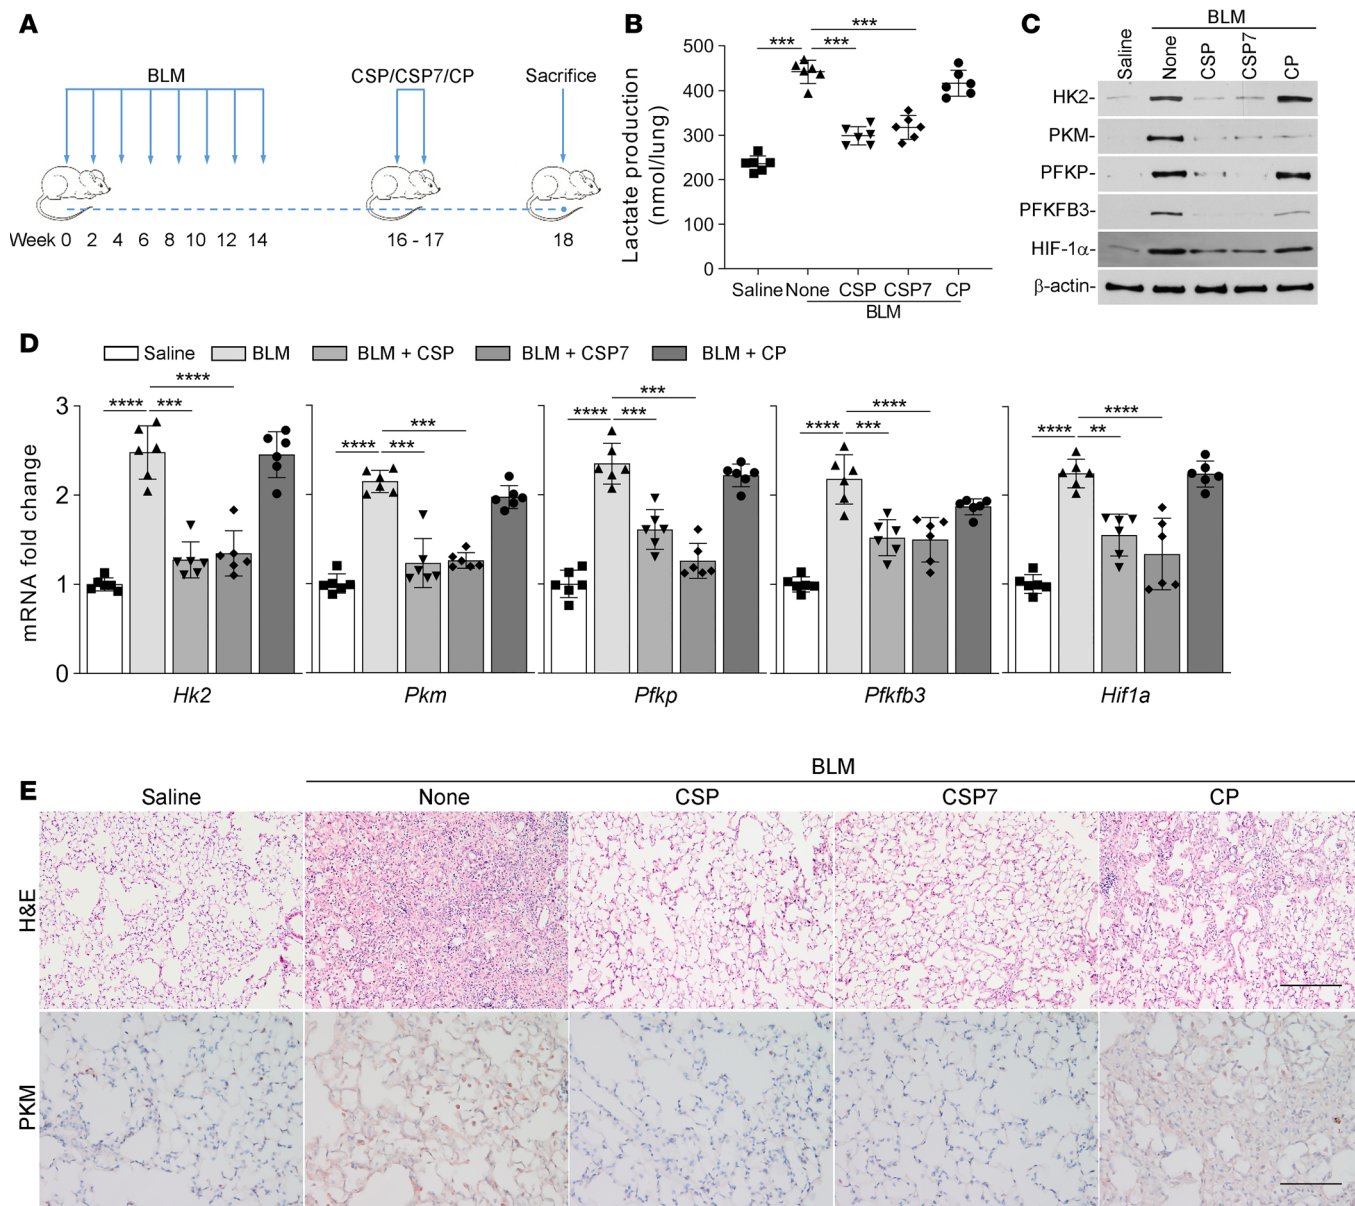 A
BLM
CSP/CSP7/CP
Sacrifice
Week 0 2 4 6 8 10 12 14 16 - 17 18
B
Lactate production
(nmol/lung)
500
400
300
200
100
0
***
***
***
Saline None CSP CSP7 CP
BLM
C
BLM
Saline None CSP CSP7 CP
HK2-
PKM-
PFKP-
PFKFB3-
HIF-1α-
β-actin-
D
Saline BLM BLM + CSP BLM + CSP7 BLM + CP
mRNA fold change
3
2
1
0
****
**** ***
***
**** ***
***
**** ***
****
**** ***
****
**** **
Hk2 Pkm Pfkp Pfkfb3 Hif1a
E
BLM
Saline None CSP CSP7 CP
H&E
PKM